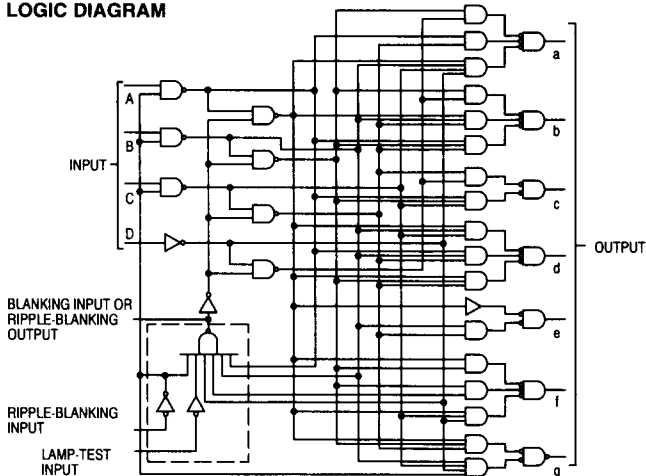 LOGIC DIAGRAM
A
B
INPUT
C
D
BLANKING INPUT OR
RIPPLE-BLANKING
OUTPUT
RIPPLE-BLANKING
INPUT
LAMP-TEST
INPUT
a
b
c
d
e
f
g
OUTPUT